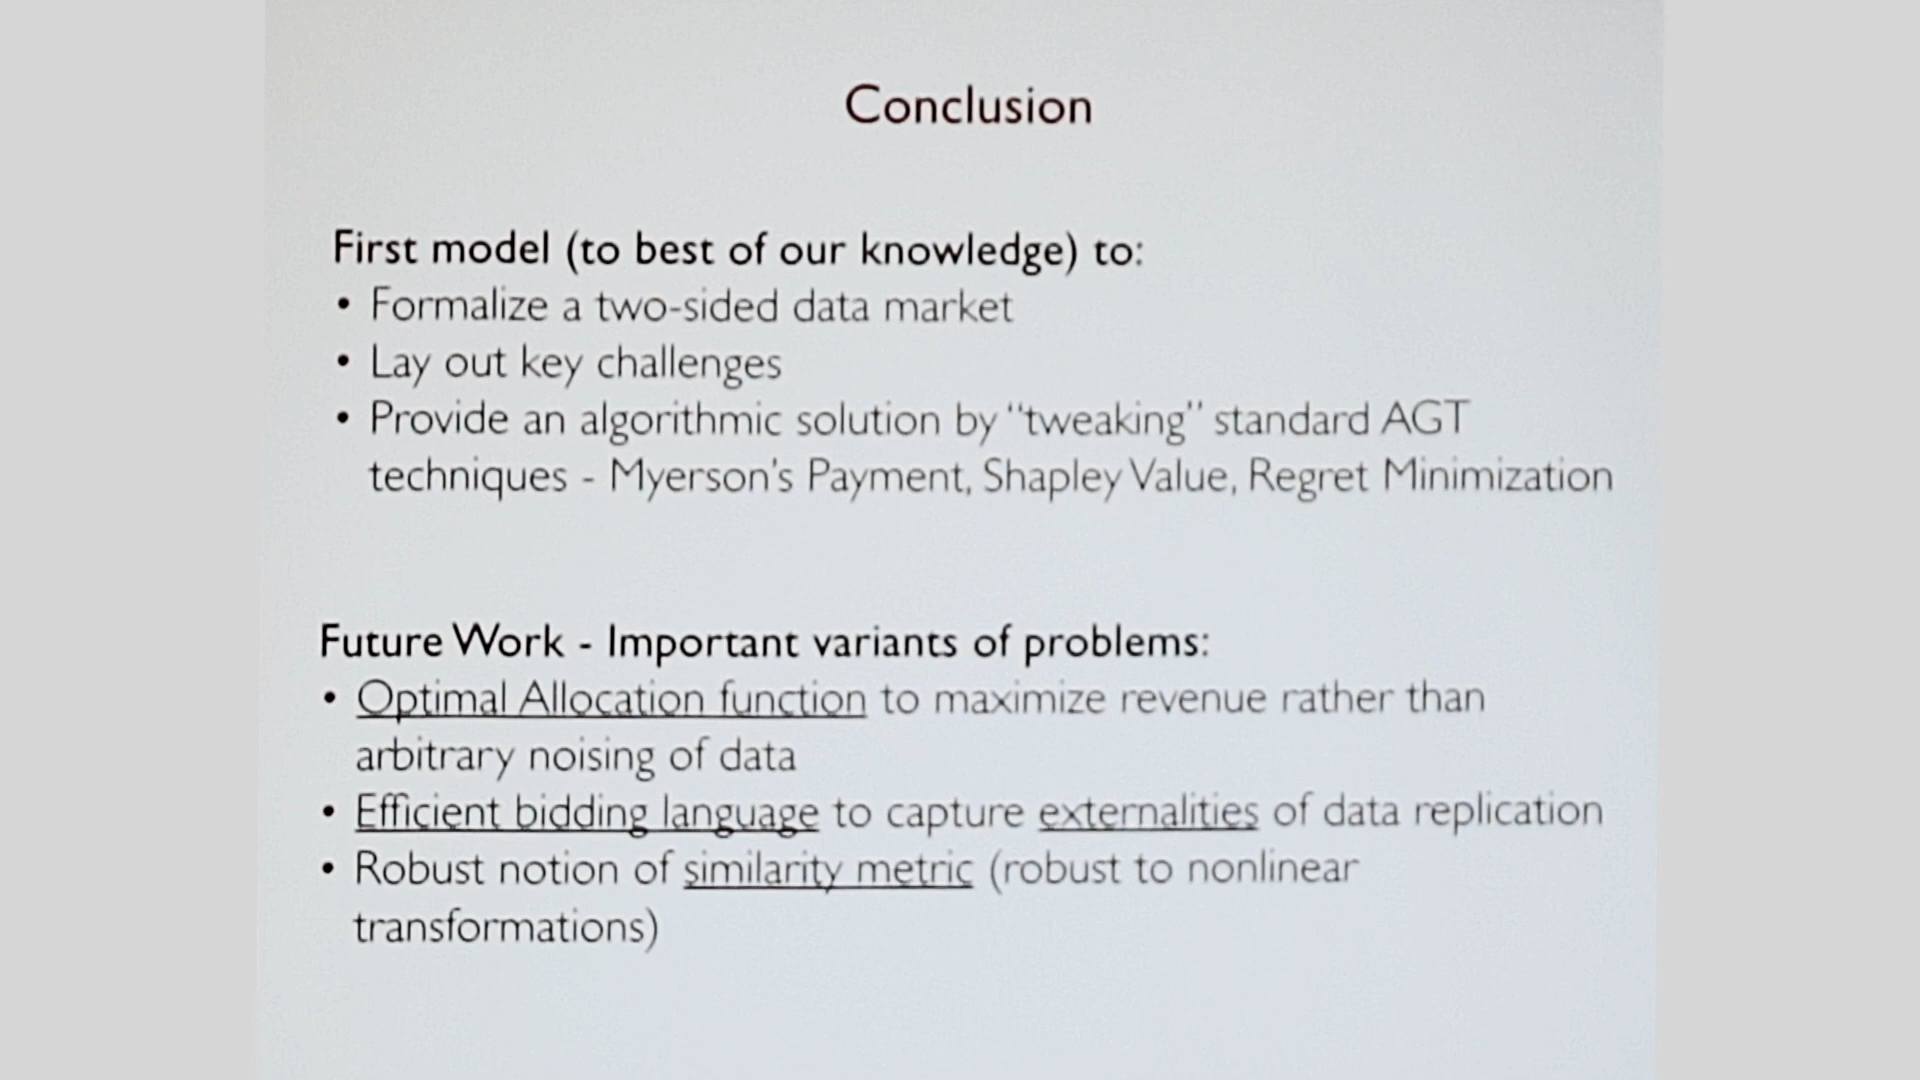 Conclusion
First model (to best of our knowledge) to:
• Formalize a two-sided data market
• Lay out key challenges
• Provide an algorithmic solution by “tweaking” standard AGT
techniques - Myerson's Payment, Shapley Value, Regret Minimization
Future Work - Important variants of problems:
• Optimal Allocation function to maximize revenue rather than
arbitrary noising of data
• Efficient bidding language to capture externalities of data replication
• Robust notion of similarity metric (robust to nonlinear
transformations)